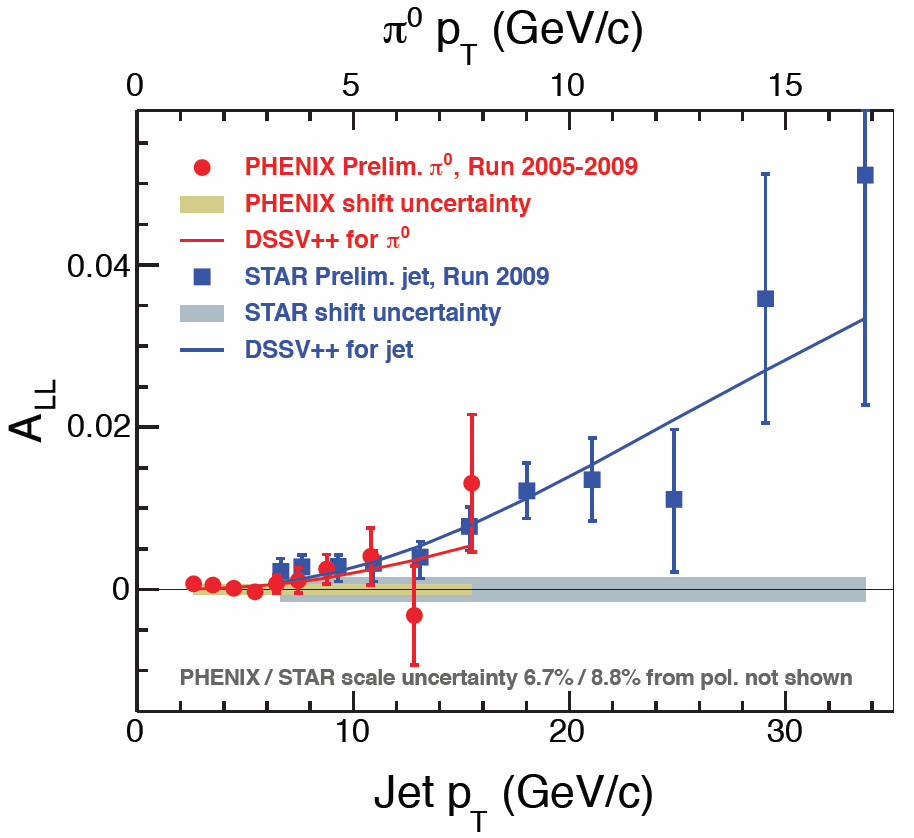 π⁰ p_T (GeV/c)
0 5 10 15
PHENIX Prelim. π⁰, Run 2005-2009
PHENIX shift uncertainty
DSSV++ for π⁰
STAR Prelim. jet, Run 2009
STAR shift uncertainty
DSSV++ for jet
A_LL
0.04
0.02
0
PHENIX / STAR scale uncertainty 6.7% / 8.8% from pol. not shown
0 10 20 30
Jet p_T (GeV/c)